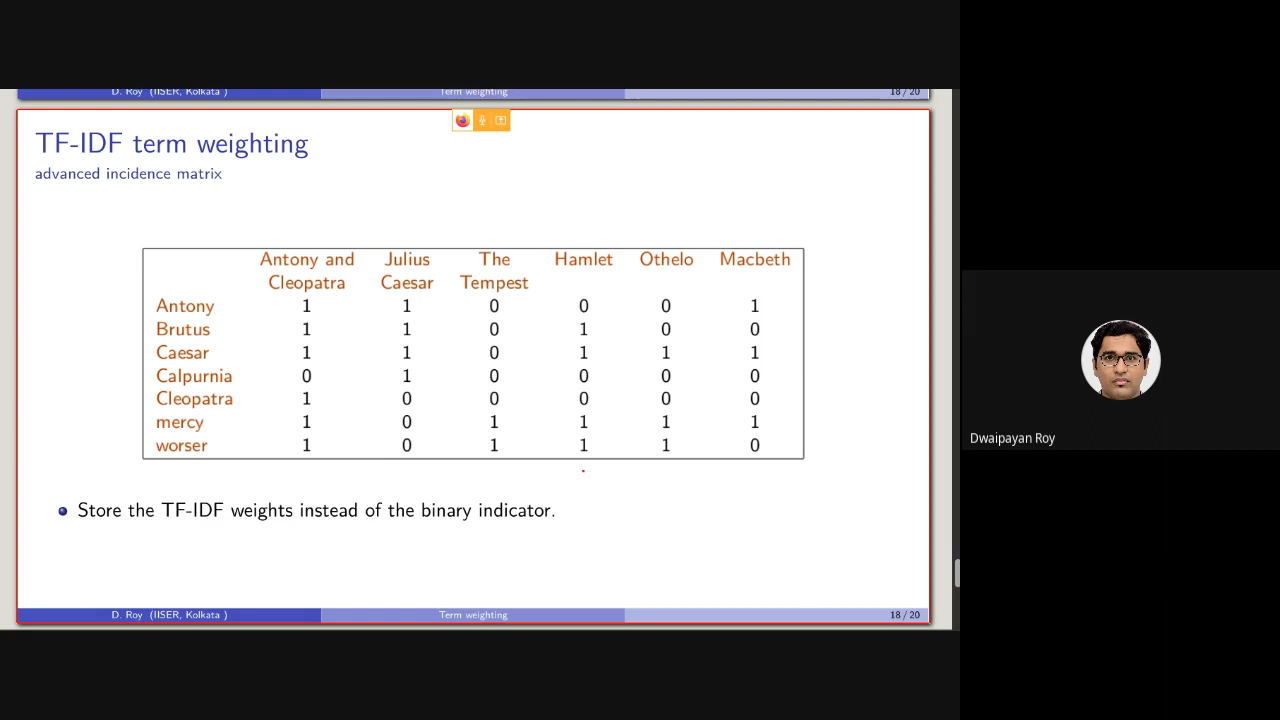 D. Roy (IISER, Kolkata ) Term weighting 18 / 20
TF-IDF term weighting
advanced incidence matrix
Antony and Cleopatra Julius Caesar The Tempest Hamlet Othelo Macbeth
Antony 1 1 0 0 0 1
Brutus 1 1 0 1 0 0
Caesar 1 1 0 1 1 1
Calpurnia 0 1 0 0 0 0
Cleopatra 1 0 0 0 0 0
mercy 1 0 1 1 1 1
worser 1 0 1 1 1 0
Store the TF-IDF weights instead of the binary indicator.
D. Roy (IISER, Kolkata ) Term weighting 18 / 20
Dwaipayan Roy